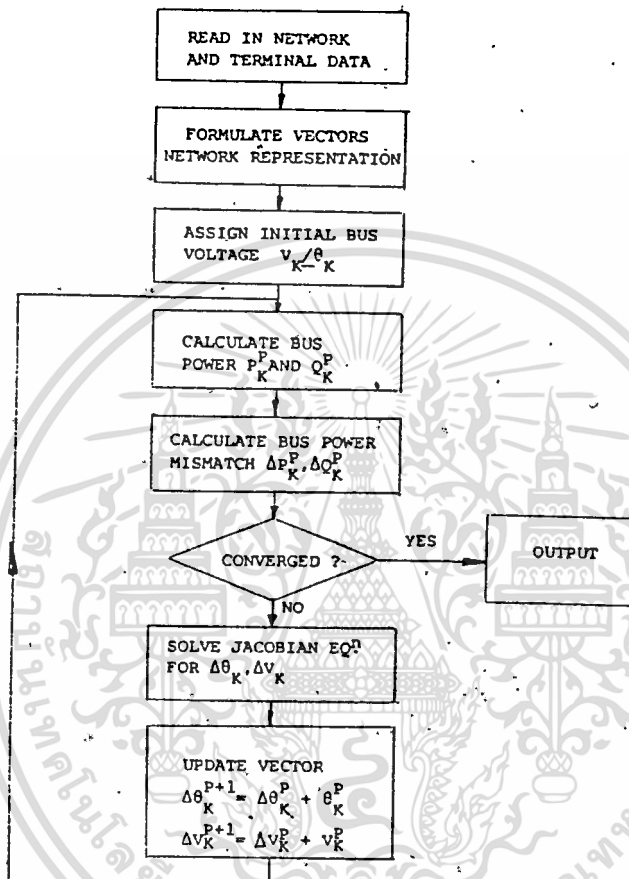 READ IN NETWORK
AND TERMINAL DATA
FORMULATE VECTORS
NETWORK REPRESENTATION
ASSIGN INITIAL BUS
VOLTAGE V_K/θ_K
CALCULATE BUS
POWER P_K^P AND Q_K^P
CALCULATE BUS POWER
MISMATCH ΔP_K^P, ΔQ_K^P
CONVERGED ?
YES
OUTPUT
NO
SOLVE JACOBIAN EQ^n
FOR Δθ_K, ΔV_K
UPDATE VECTOR
Δθ_K^{P+1} = Δθ_K^P + θ_K^P
ΔV_K^{P+1} = ΔV_K^P + V_K^P